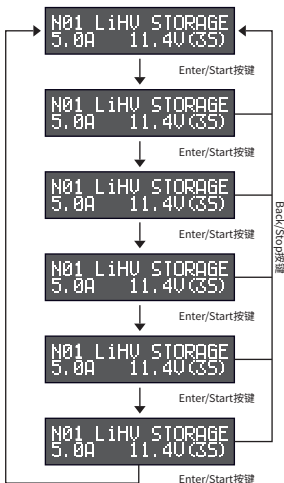 N01 LiHV STORAGE
5.0A 11.4V(3S)
Enter/Start按键
N01 LiHV STORAGE
5.0A 11.4V(3S)
Enter/Start按键
N01 LiHV STORAGE
5.0A 11.4V(3S)
Enter/Start按键
N01 LiHV STORAGE
5.0A 11.4V(3S)
Enter/Start按键
N01 LiHV STORAGE
5.0A 11.4V(3S)
Enter/Start按键
N01 LiHV STORAGE
5.0A 11.4V(3S)
Enter/Start按键
Back/Stop按键